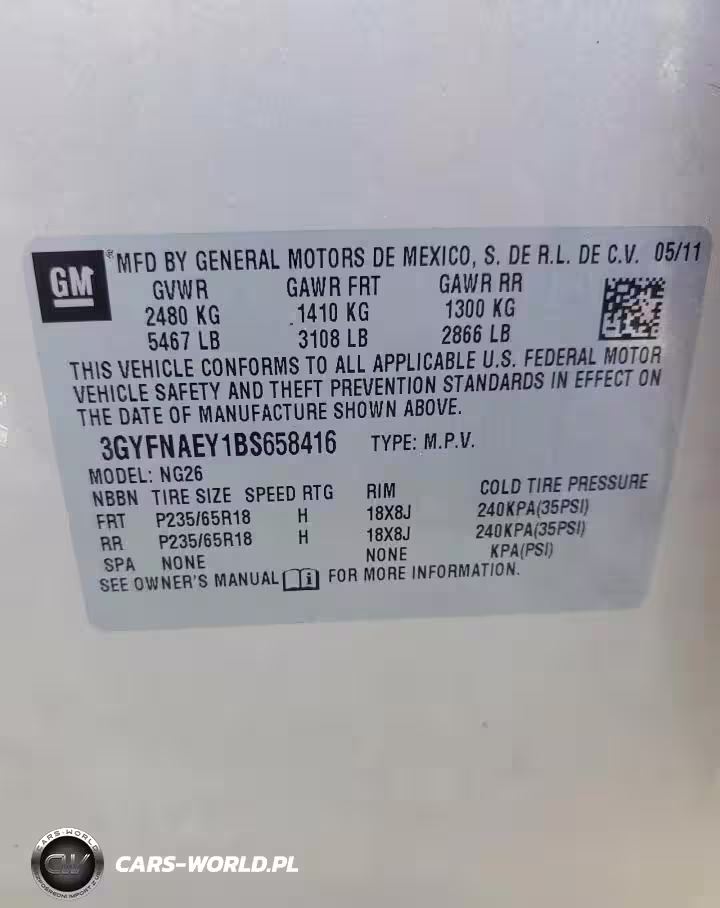 GM
®MFD BY GENERAL MOTORS DE MEXICO, S. DE R.L. DE C.V. 05/11
GVWR GAWR FRT GAWR RR
2480 KG 1410 KG 1300 KG
5467 LB 3108 LB 2866 LB
THIS VEHICLE CONFORMS TO ALL APPLICABLE U.S. FEDERAL MOTOR
VEHICLE SAFETY AND THEFT PREVENTION STANDARDS IN EFFECT ON
THE DATE OF MANUFACTURE SHOWN ABOVE.
3GYFNAEY1BS658416 TYPE: M.P.V.
MODEL: NG26
NBBN TIRE SIZE SPEED RTG RIM COLD TIRE PRESSURE
FRT P235/65R18 H 18X8J 240KPA(35PSI)
RR P235/65R18 H 18X8J 240KPA(35PSI)
SPA NONE NONE KPA(PSI)
SEE OWNER'S MANUAL i FOR MORE INFORMATION.
CARS-WORLD
CW
CARS-WORLD.PL